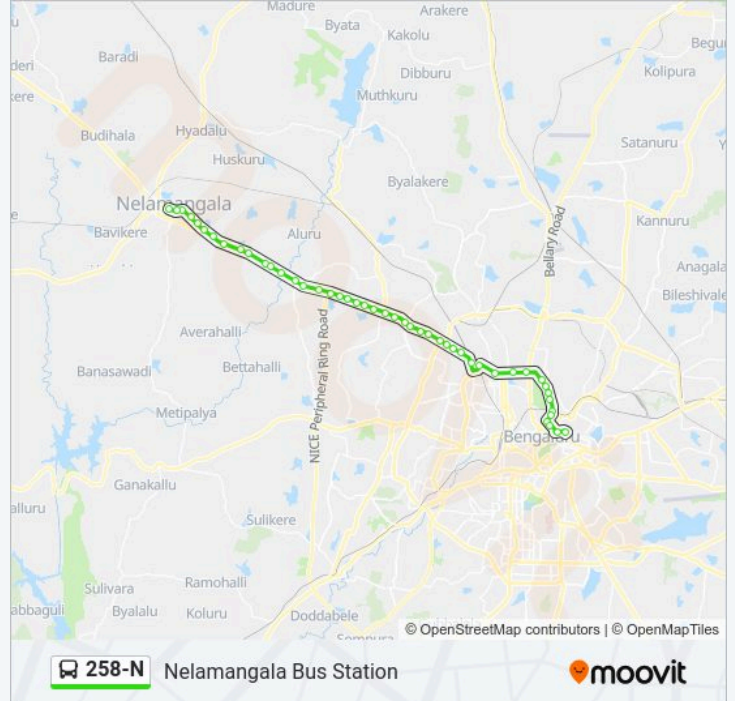 Madure
Arakere
Byata
Kakolu
Begu
Baradi
deri
Dibburu
Kolipura
kere
Muthkuru
Budihala
Hyadalu
Satanuru
Huskuru
Byalakere
Nelamangala
Kannuru
Bavikere
Aluru
Bellary Road
Anagala
Bileshivale
NICE Peripheral Ring Road
Averahalli
Bettahalli
Banasawadi
Metipalya
Bengaluru
Ganakallu
alluru
Sulikere
Ramohalli
Sulivara
abbaguli
Byalalu
Koluru
Doddabele
© OpenStreetMap contributors | © OpenMapTiles
258-N Nelamangala Bus Station moovit